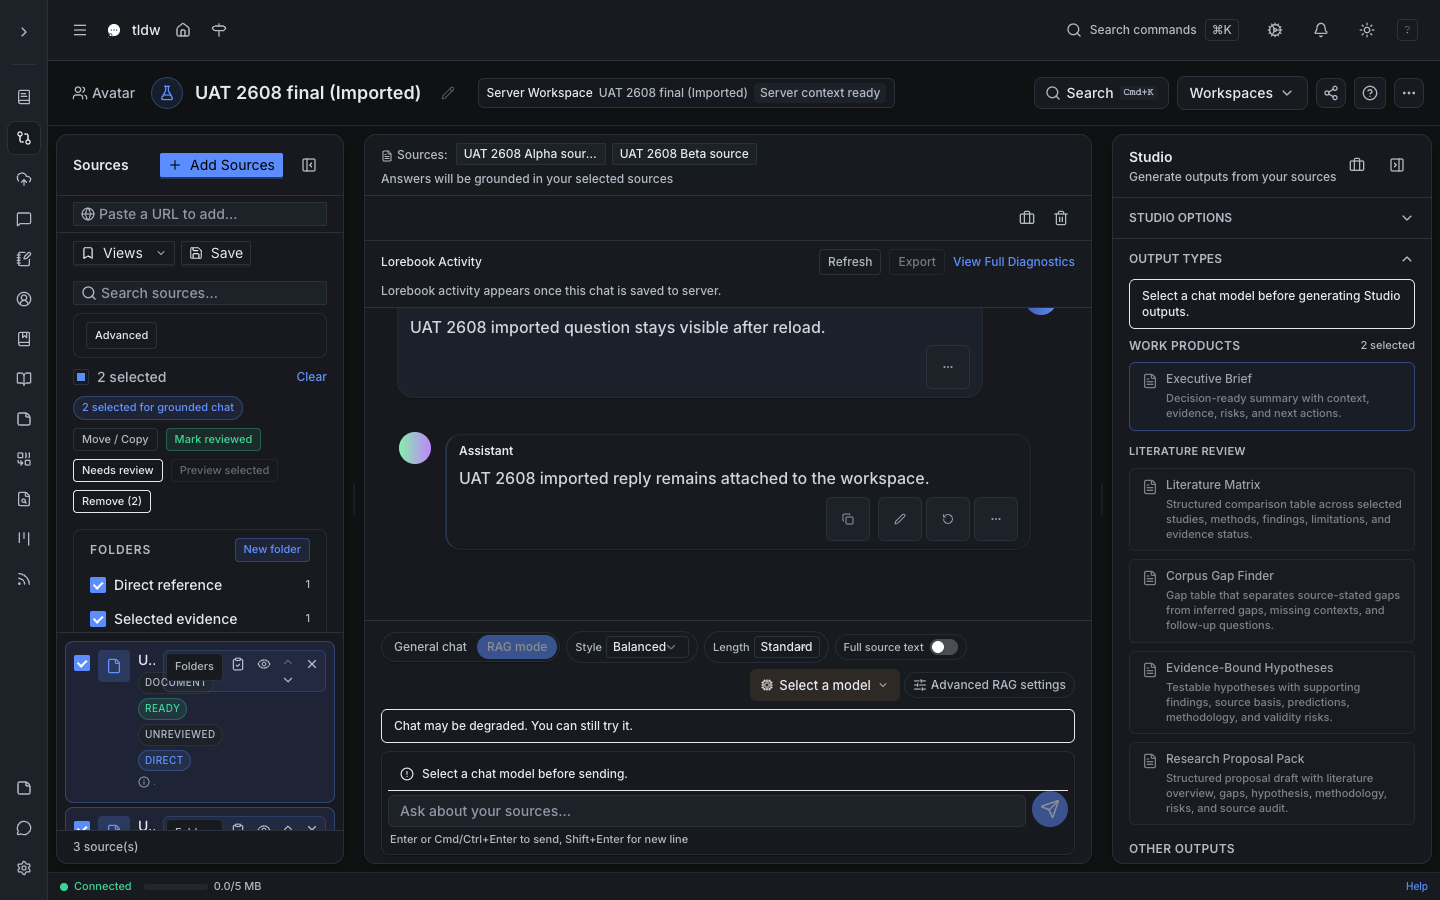 tldw
Search commands ⌘K
?
Avatar
UAT 2608 final (Imported)
Server Workspace UAT 2608 final (Imported) Server context ready
Search Cmd+K
Workspaces
Sources
+ Add Sources
Paste a URL to add...
Views
Save
Search sources...
Advanced
2 selected
Clear
2 selected for grounded chat
Move / Copy
Mark reviewed
Needs review
Preview selected
Remove (2)
FOLDERS
New folder
Direct reference 1
Selected evidence 1
U..
Folders
DOCUMENT
READY
UNREVIEWED
DIRECT
.
U..
3 source(s)
Sources: UAT 2608 Alpha sour... UAT 2608 Beta source
Answers will be grounded in your selected sources
Lorebook Activity
Refresh
Export
View Full Diagnostics
Lorebook activity appears once this chat is saved to server.
UAT 2608 imported question stays visible after reload.
Assistant
UAT 2608 imported reply remains attached to the workspace.
General chat RAG mode Style Balanced Length Standard Full source text
Select a model
Advanced RAG settings
Chat may be degraded. You can still try it.
Select a chat model before sending.
Ask about your sources...
Enter or Cmd/Ctrl+Enter to send, Shift+Enter for new line
Studio
Generate outputs from your sources
STUDIO OPTIONS
OUTPUT TYPES
Select a chat model before generating Studio
outputs.
WORK PRODUCTS 2 selected
Executive Brief
Decision-ready summary with context,
evidence, risks, and next actions.
LITERATURE REVIEW
Literature Matrix
Structured comparison table across selected
studies, methods, findings, limitations, and
evidence status.
Corpus Gap Finder
Gap table that separates source-stated gaps
from inferred gaps, missing contexts, and
follow-up questions.
Evidence-Bound Hypotheses
Testable hypotheses with supporting
findings, source basis, predictions,
methodology, and validity risks.
Research Proposal Pack
Structured proposal draft with literature
overview, gaps, hypothesis, methodology,
risks, and source audit.
OTHER OUTPUTS
Connected 0.0/5 MB
Help